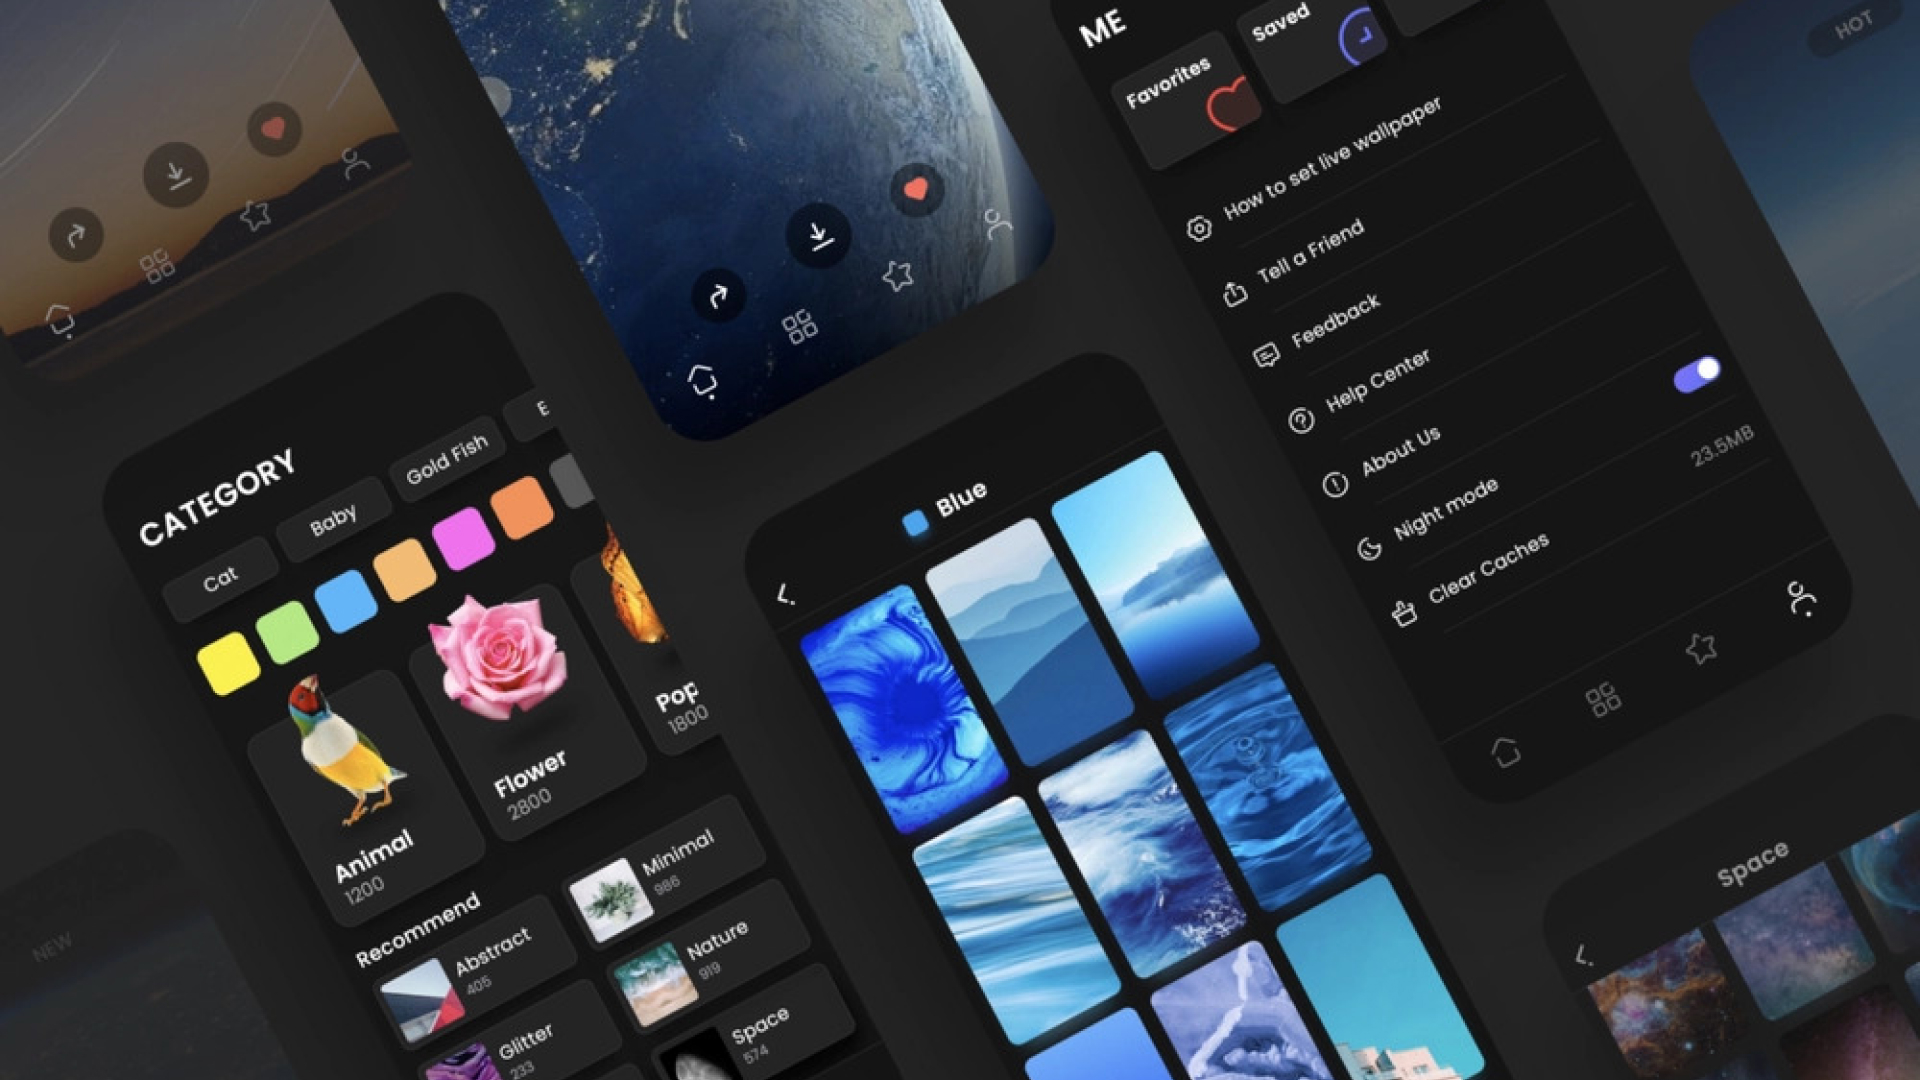 CATEGORY
Cat
Baby
Gold Fish
Animal
1200
Flower
2800
Pop
1800
Recommend
Abstract
405
Minimal
986
Glitter
233
Nature
919
Space
574
NEW
Blue
ME
Favorites
Saved
How to set live wallpaper
Tell a Friend
Feedback
Help Center
About Us
Night mode
Clear Caches
23.5MB
HOT
Space